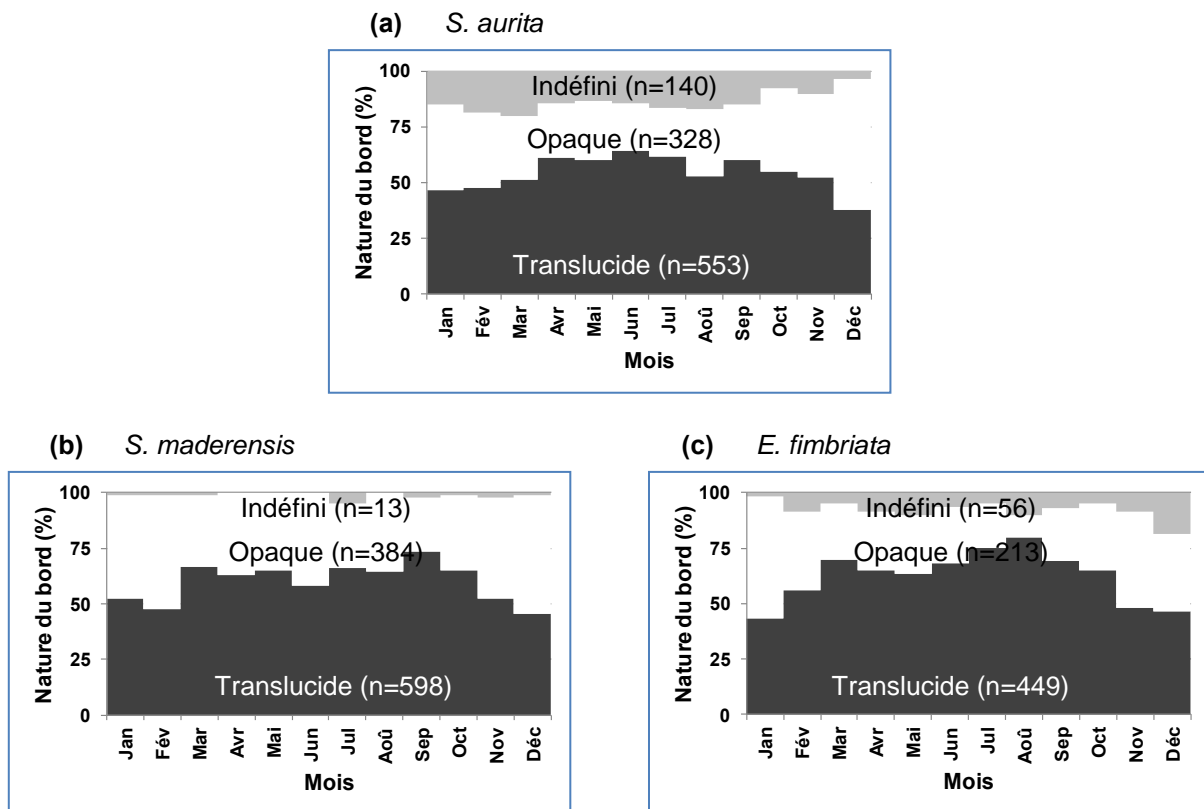 (a) S. aurita
Nature du bord (%)
100
75
50
25
0
Indéfini (n=140)
Opaque (n=328)
Translucide (n=553)
Jan Fév Mar Avr Mai Jun Jul Aoû Sep Oct Nov Déc
Mois
(b) S. maderensis
Nature du bord (%)
100
75
50
25
0
Indéfini (n=13)
Opaque (n=384)
Translucide (n=598)
Jan Fév Mar Avr Mai Jun Jul Aoû Sep Oct Nov Déc
Mois
(c) E. fimbriata
Nature du bord (%)
100
75
50
25
0
Indéfini (n=56)
Opaque (n=213)
Translucide (n=449)
Jan Fév Mar Avr Mai Jun Jul Aoû Sep Oct Nov Déc
Mois